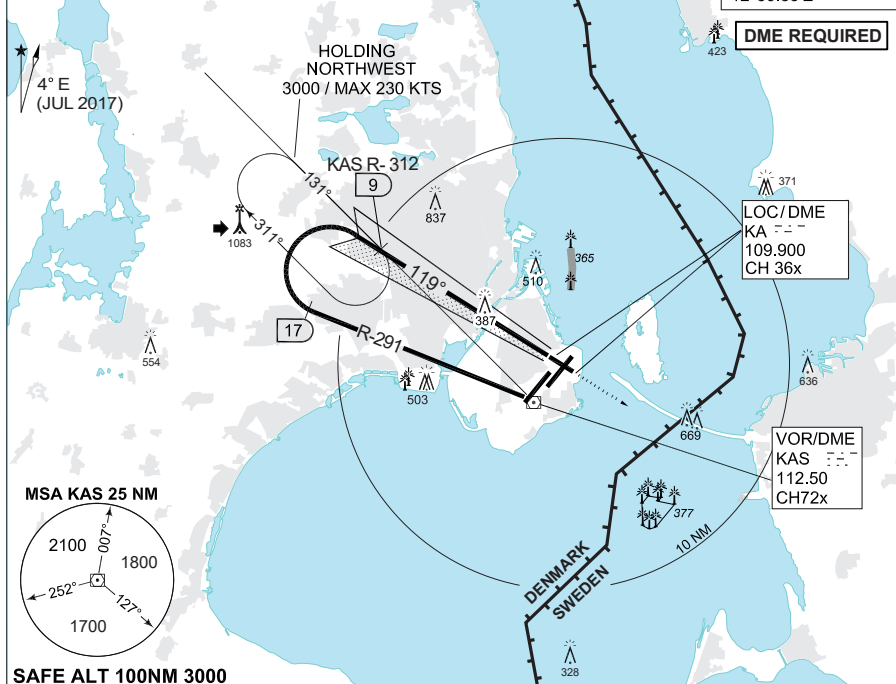 DME REQUIRED
423
4° E
(JUL 2017)
HOLDING
NORTHWEST
3000 / MAX 230 KTS
KAS R- 312
9
131°
311°
1083
837
371
LOC/DME
KA
109.900
CH 36x
365
510
119°
387
17
R-291
554
503
636
669
VOR/DME
KAS
112.50
CH72x
377
10 NM
DENMARK
SWEDEN
328
MSA KAS 25 NM
2100
007°
1800
252°
127°
1700
SAFE ALT 100NM 3000